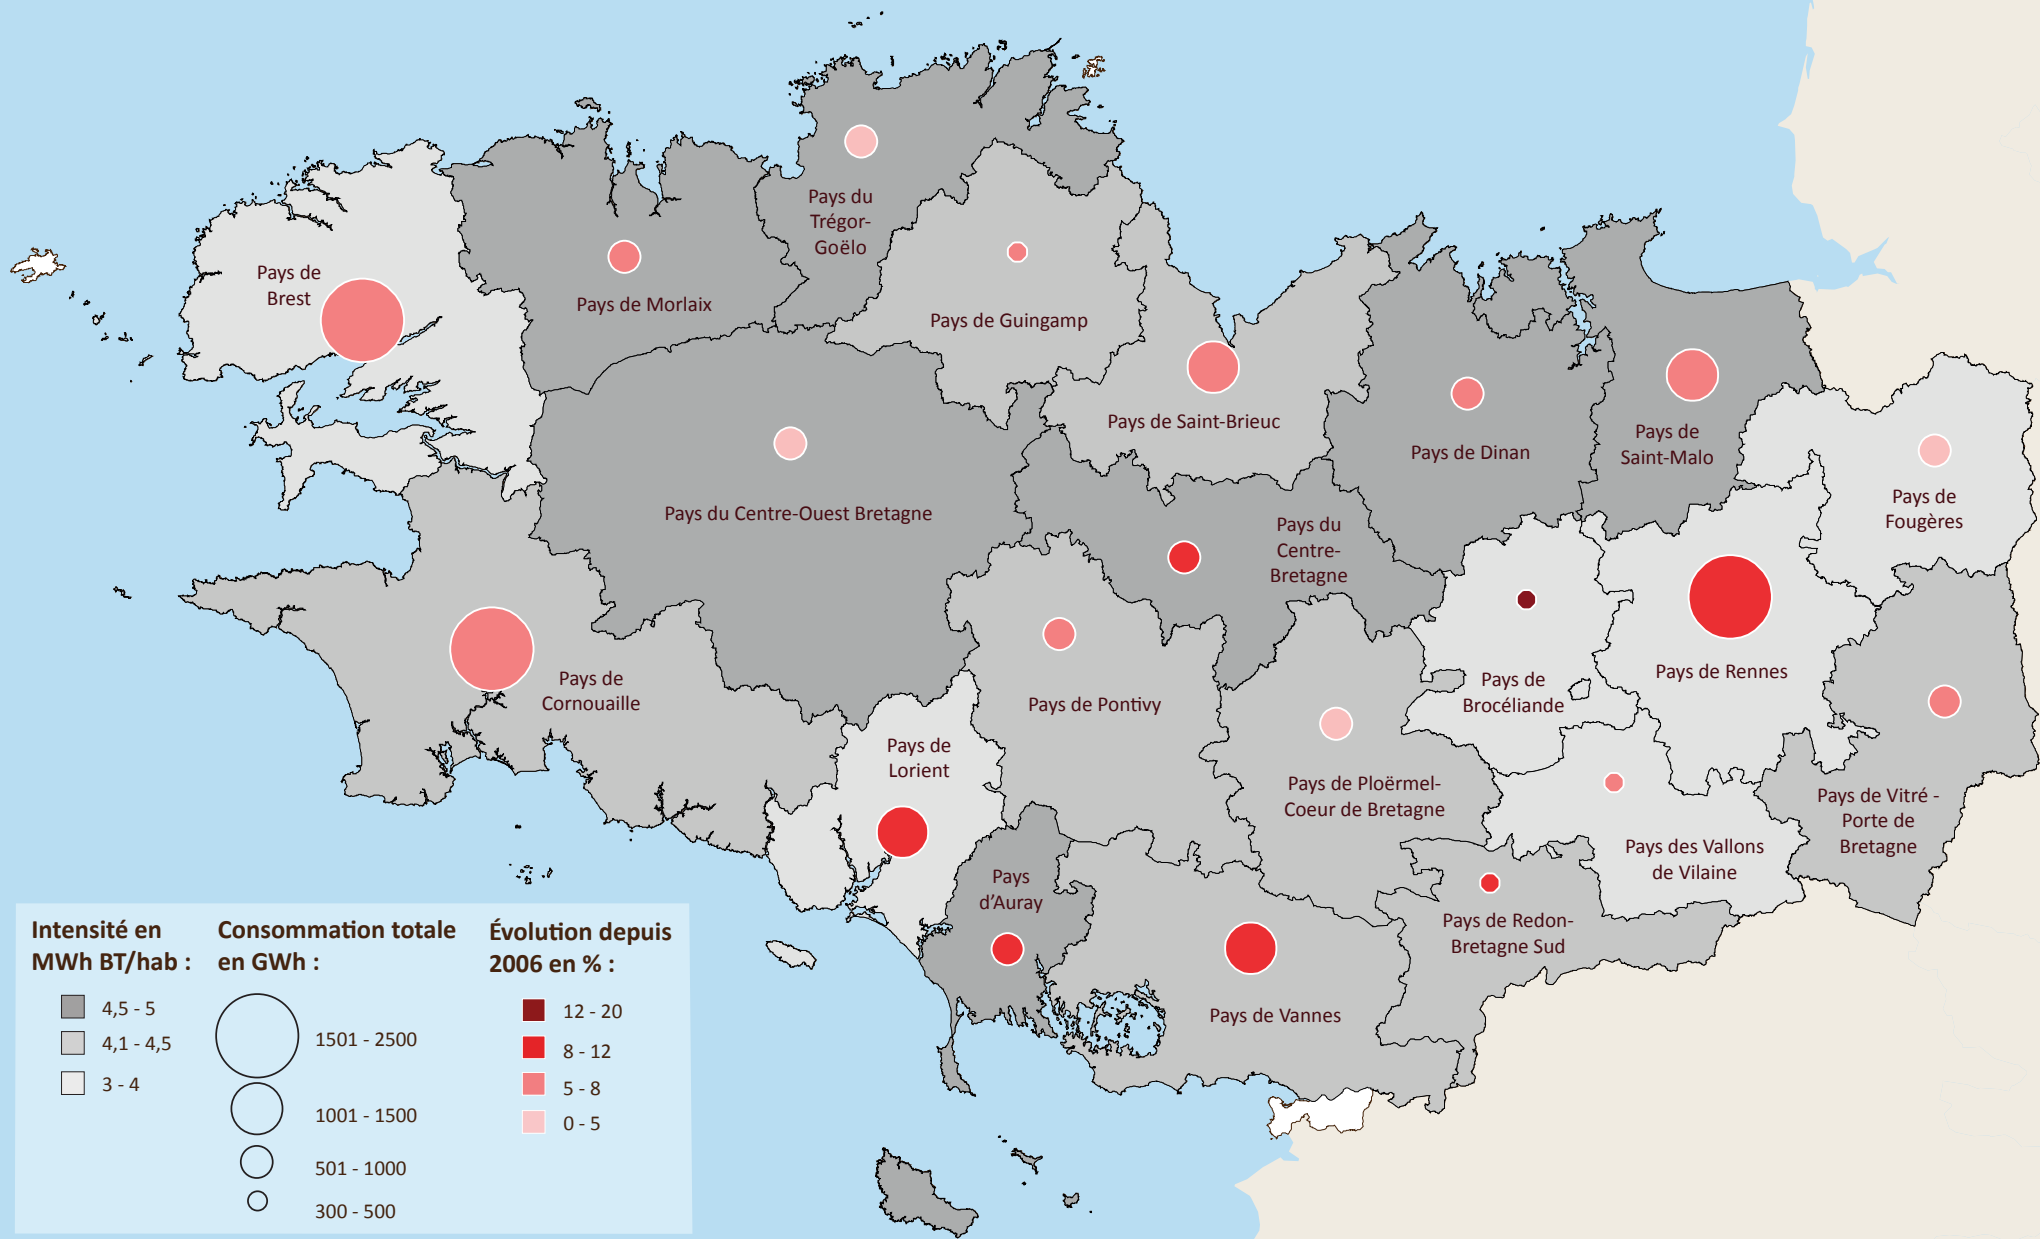 Pays du
Trégor-
Goëlo
Pays de
Brest
Pays de Morlaix
Pays de Guingamp
Pays de Saint-Brieuc
Pays de Dinan
Pays de
Saint-Malo
Pays de
Fougères
Pays du Centre-Ouest Bretagne
Pays du
Centre-
Bretagne
Pays de
Cornouaille
Pays de Pontivy
Pays de
Brocéliande
Pays de Rennes
Pays de
Lorient
Pays de Ploërmel-
Coeur de Bretagne
Pays de Vitré -
Porte de
Bretagne
Pays des Vallons
de Vilaine
Pays
d'Auray
Pays de Redon-
Bretagne Sud
Pays de Vannes
Intensité en
MWh BT/hab :
4,5 - 5
4,1 - 4,5
3 - 4
Consommation totale
en GWh :
1501 - 2500
1001 - 1500
501 - 1000
300 - 500
Évolution depuis
2006 en % :
12 - 20
8 - 12
5 - 8
0 - 5